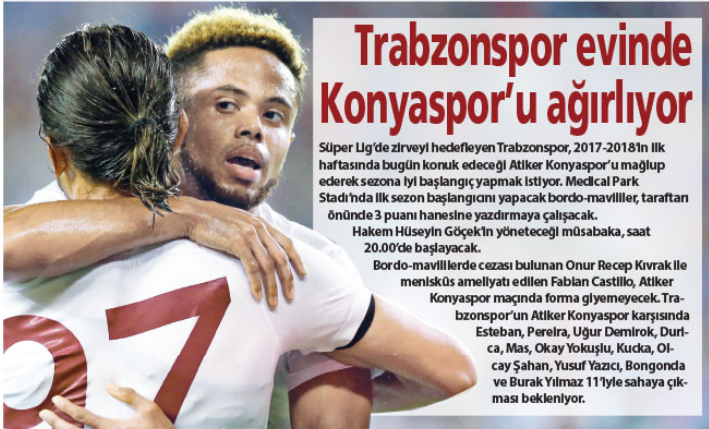 Trabzonspor evinde
Konyaspor'u ağırlıyor
Süper Lig'de zirveyi hedefleyen Trabzonspor, 2017-2018'in ilk
haftasında bugün konuk edeceği Atiker Konyaspor'u mağlup
ederek sezona iyi başlangıç yapmak istiyor. Medical Park
Stadı'nda ilk sezon başlangıcını yapacak bordo-mavililer, taraftarı
önünde 3 puanı hanesine yazdırmaya çalışacak.
Hakem Hüseyin Göçek'in yöneteceği müsabaka, saat
20.00'de başlayacak.
Bordo-mavililerde cezası bulunan Onur Recep Kıvrak ile
menisküs ameliyatı edilen Fabian Castillo, Atiker
Konyaspor maçında forma giyemeyecek. Tra-
bzonspor'un Atiker Konyaspor karşısında
Esteban, Pereira, Uğur Demirok, Duri-
ca, Mas, Okay Yokuşlu, Kucka, Ol-
cay Şahan, Yusuf Yazıcı, Bongonda
ve Burak Yılmaz 11'iyle sahaya çık-
ması bekleniyor.
97